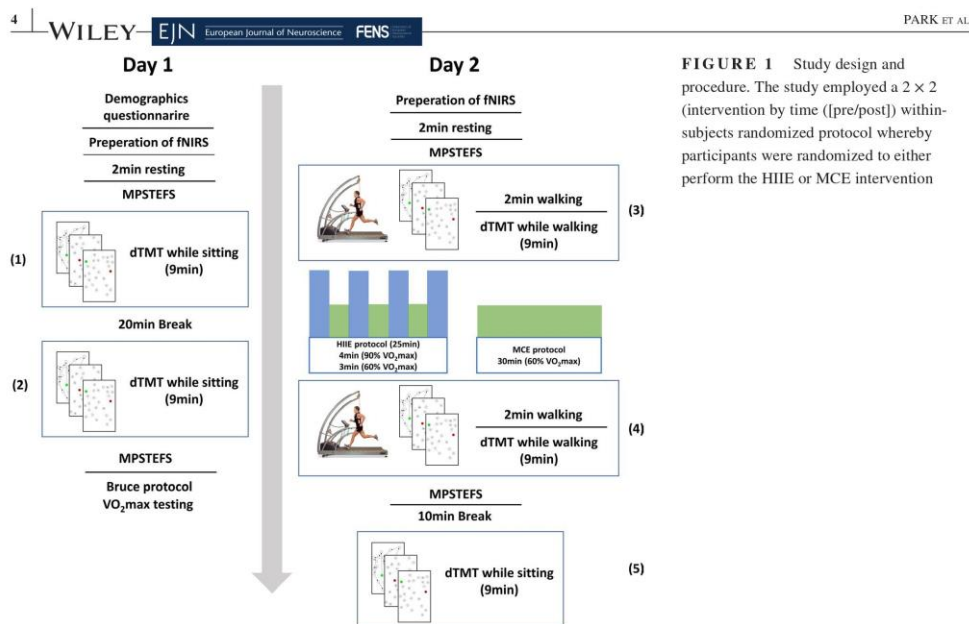 4
WILEY
EJN European Journal of Neuroscience FENS
PARK ET AL
Day 1
Demographics
questionnarire
Preperation of fNIRS
2min resting
MPSTEFS
(1)
dTMT while sitting
(9min)
20min Break
(2)
dTMT while sitting
(9min)
MPSTEFS
Bruce protocol
VO₂max testing
Day 2
Preperation of fNIRS
2min resting
MPSTEFS
2min walking
dTMT while walking
(9min)
(3)
HIIE protocol (25min)
4min (90% VO₂max)
3min (60% VO₂max)
MCE protocol
30min (60% VO₂max)
2min walking
dTMT while walking
(9min)
(4)
MPSTEFS
10min Break
dTMT while sitting
(9min)
(5)
FIGURE 1 Study design and
procedure. The study employed a 2 × 2
(intervention by time ([pre/post]) within-
subjects randomized protocol whereby
participants were randomized to either
perform the HIIE or MCE intervention